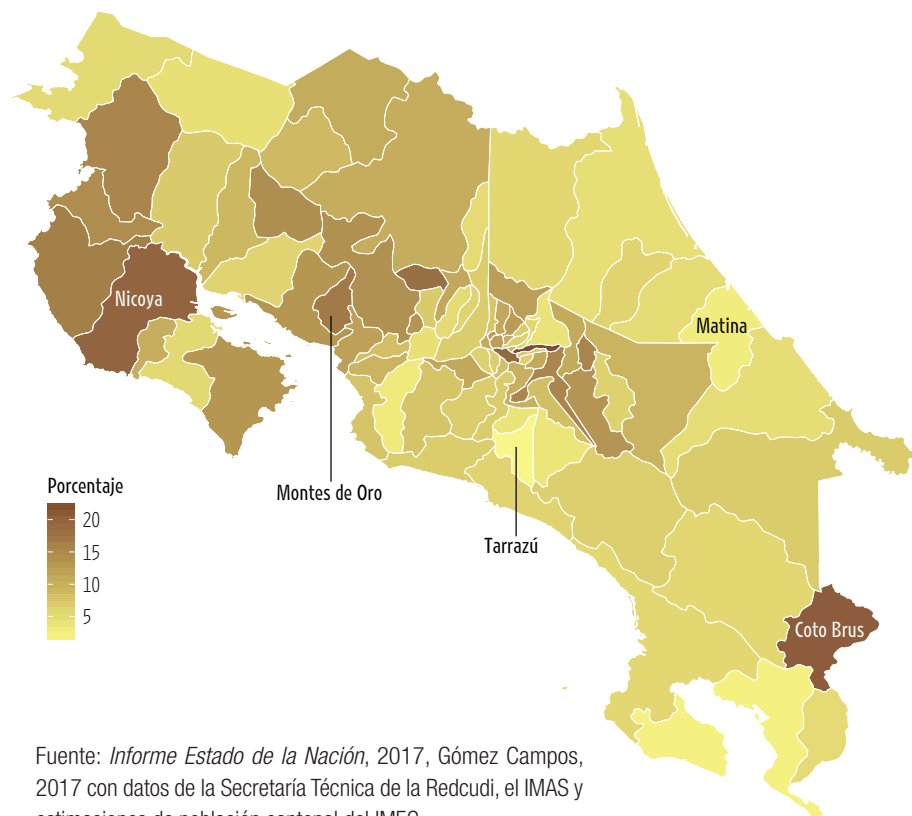 Nicoya
Matina
Montes de Oro
Tarrazú
Coto Brus
Porcentaje
20
15
10
5
Fuente: Informe Estado de la Nación, 2017, Gómez Campos,
2017 con datos de la Secretaría Técnica de la Redcudi, el IMAS y